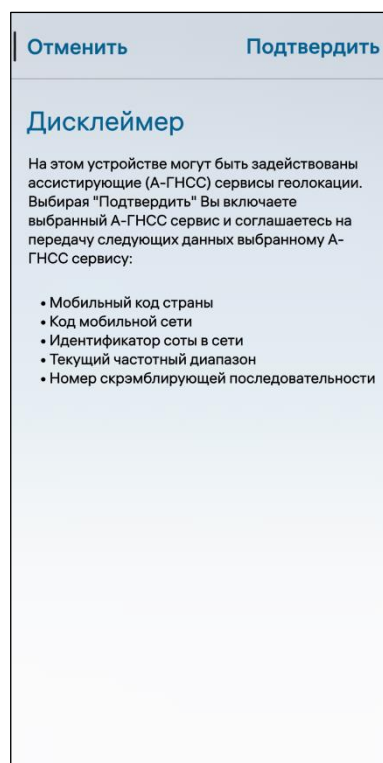 Отменить Подтвердить
Дисклеймер
На этом устройстве могут быть задействованы
ассистирующие (А-ГНСС) сервисы геолокации.
Выбирая "Подтвердить" Вы включаете
выбранный А-ГНСС сервис и соглашаетесь на
передачу следующих данных выбранному А-
ГНСС сервису:
• Мобильный код страны
• Код мобильной сети
• Идентификатор соты в сети
• Текущий частотный диапазон
• Номер скрэмблирующей последовательности